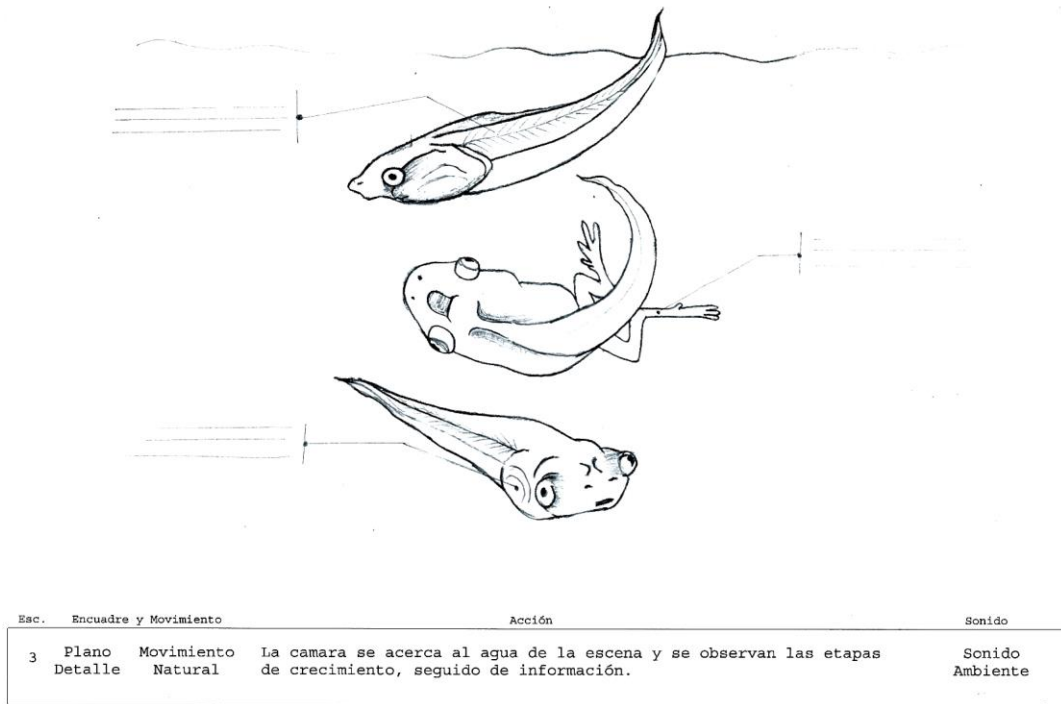 Esc. Encuadre y Movimiento Acción Sonido
3 Plano Detalle Movimiento Natural La camara se acerca al agua de la escena y se observan las etapas de crecimiento, seguido de información. Sonido Ambiente